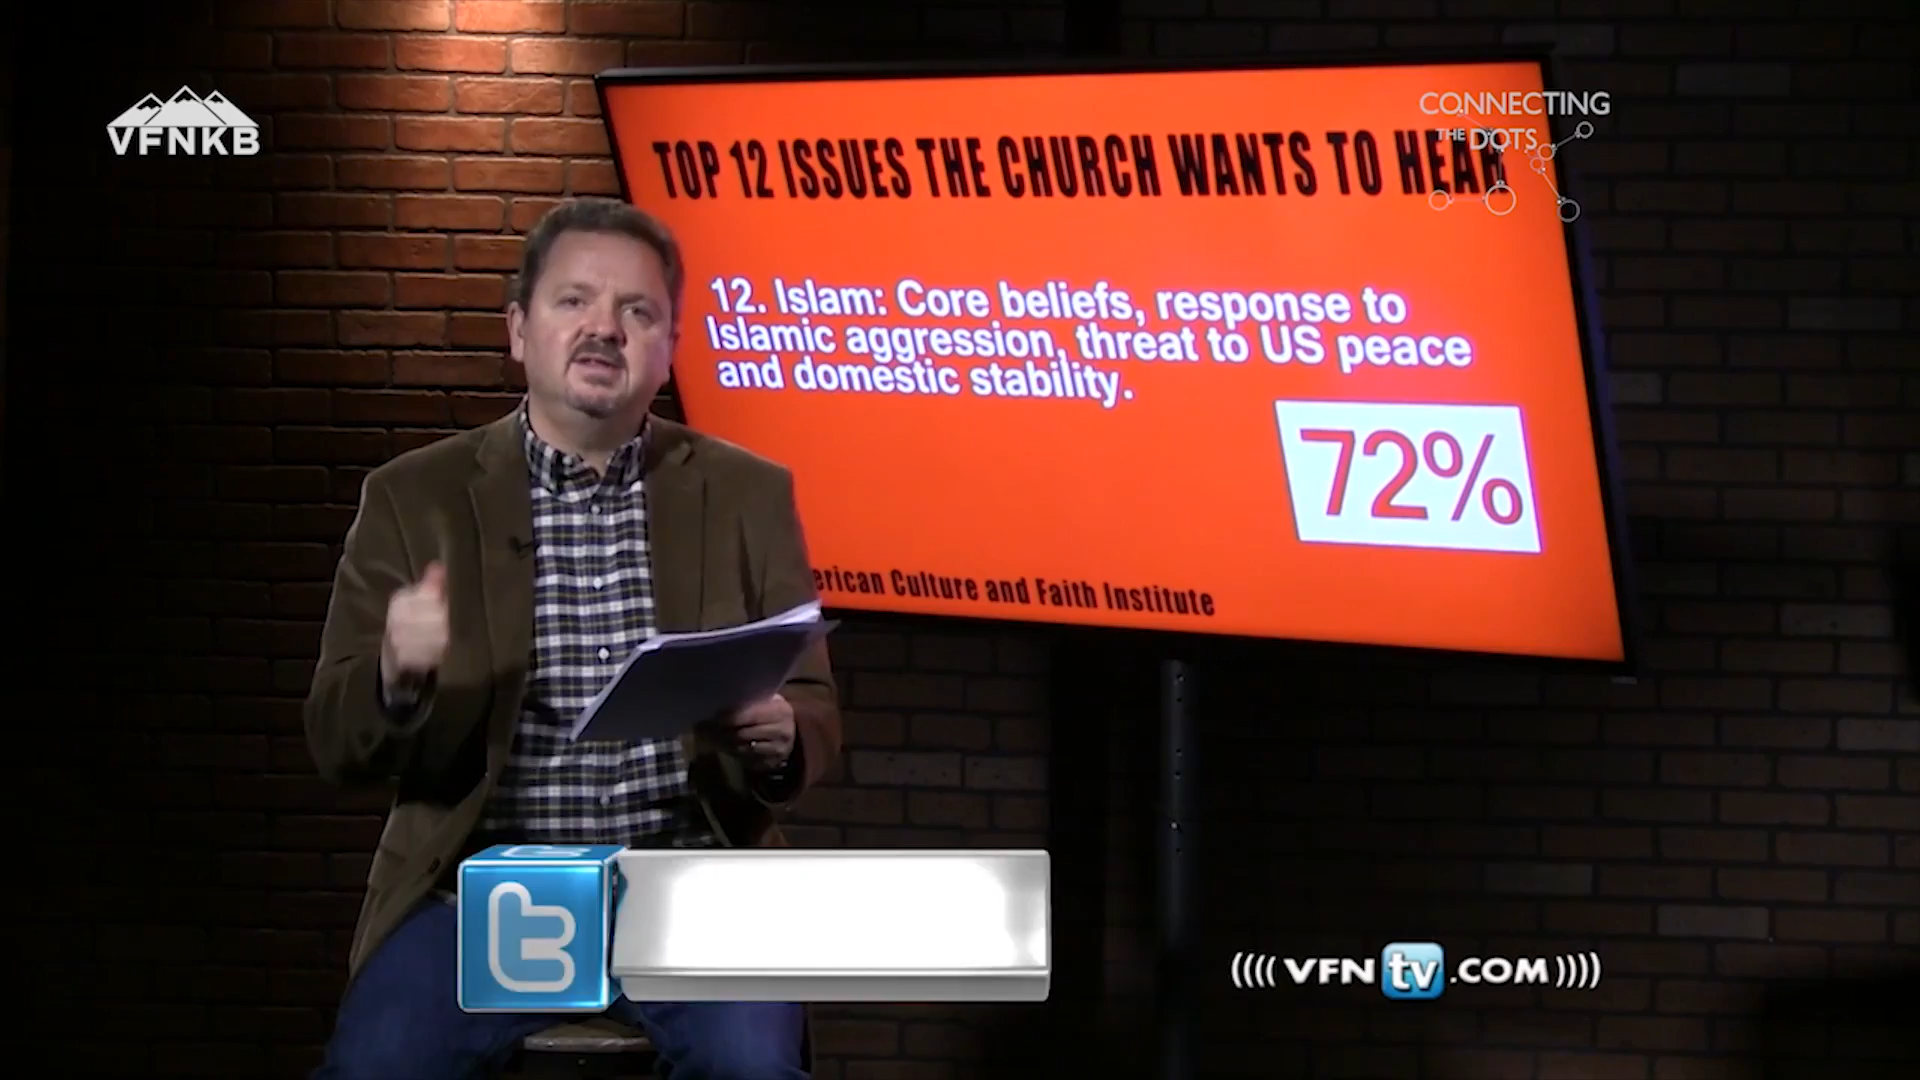 VFNKB
CONNECTING
THE DOTS
TOP 12 ISSUES THE CHURCH WANTS TO HEAR
12. Islam: Core beliefs, response to
Islamic aggression, threat to US peace
and domestic stability.
72%
erican Culture and Faith Institute
t
((((VFN tv .COM))))